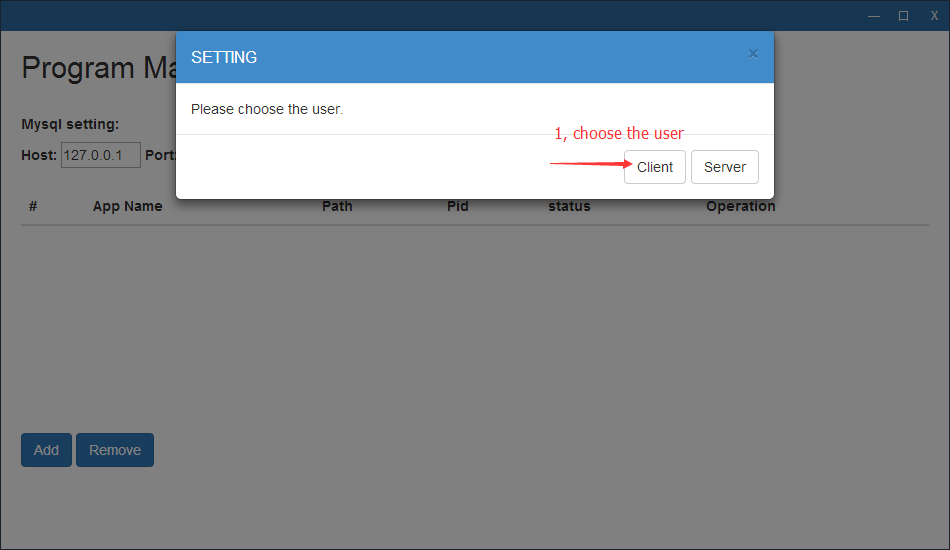 — □ X
SETTING ×
Program Ma
Please choose the user.
Mysql setting:
1, choose the user
Host: 127.0.0.1 Port:
Client Server
# App Name Path Pid status Operation
Add Remove